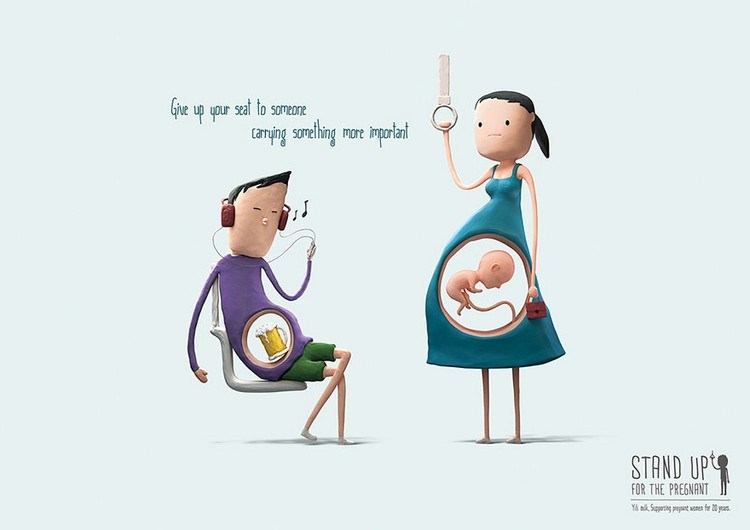 Give up your seat to someone
carrying something more important
STAND UP
FOR THE PREGNANT
Yili milk, Supporting pregnant women for 20 years.